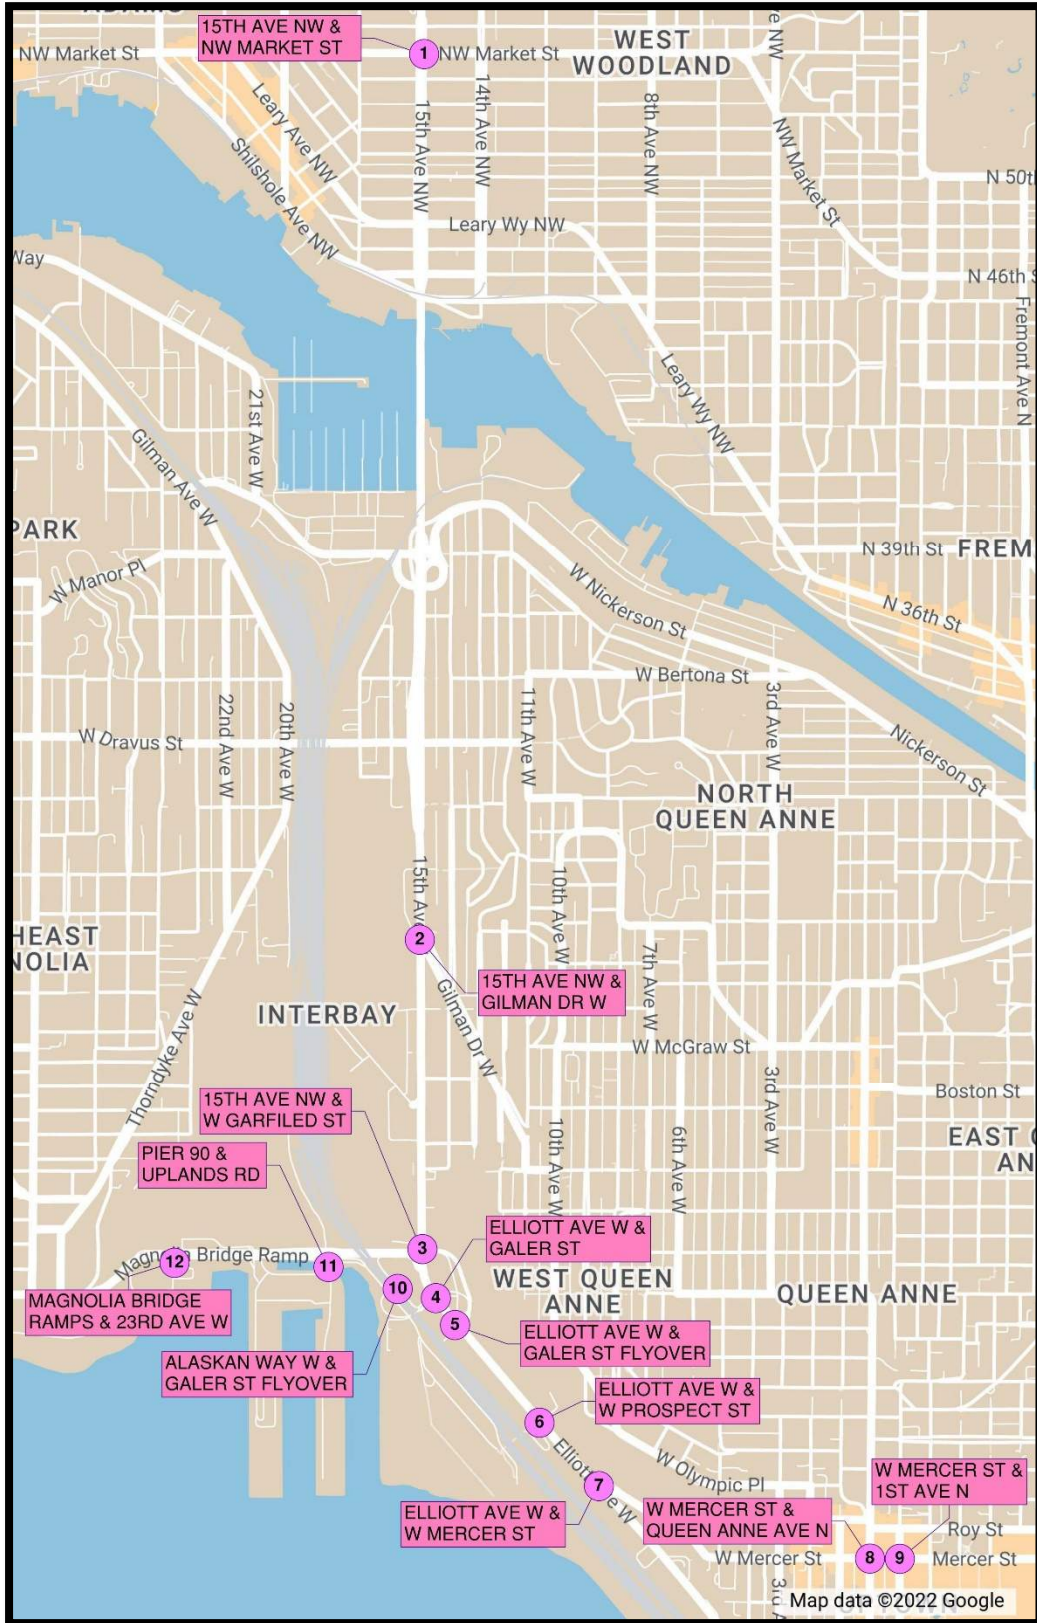 ADAMS
15TH AVE NW &
NW MARKET ST
NW Market St
1
NW Market St
WEST
WOODLAND
Leary Ave NW
15th Ave NW
14th Ave NW
8th Ave NW
NW Market St
Shilshole Ave NW
N 50t
Leary Wy NW
Way
N 46th S
Fremont Ave N
21st Ave W
Leary Wy NW
Gilman Ave W
PARK
N 39th St
FREM
W Manor Pl
W Nickerson St
N 36th St
W Bertona St
22nd Ave W
20th Ave W
11th Ave W
3rd Ave W
W Dravus St
Nickerson St
NORTH
QUEEN ANNE
15th Ave
10th Ave W
2
HEAST
NOLIA
7th Ave W
15TH AVE NW &
GILMAN DR W
Gilman Dr W
INTERBAY
Thorndyke Ave W
W McGraw St
3rd Ave W
Boston St
15TH AVE NW &
W GARFILED ST
10th Ave W
6th Ave W
EAST
AN
PIER 90 &
UPLANDS RD
ELLIOTT AVE W &
GALER ST
3
Magnolia Bridge Ramp
12
11
10
4
WEST QUEEN
ANNE
QUEEN ANNE
MAGNOLIA BRIDGE
RAMPS & 23RD AVE W
5
ELLIOTT AVE W &
GALER ST FLYOVER
ALASKAN WAY W &
GALER ST FLYOVER
ELLIOTT AVE W &
W PROSPECT ST
6
Elliott Ave W
7
W Olympic Pl
W MERCER ST &
1ST AVE N
ELLIOTT AVE W &
W MERCER ST
W MERCER ST &
QUEEN ANNE AVE N
Roy St
W Mercer St
8
9
Mercer St
3rd A
Map data ©2022 Google